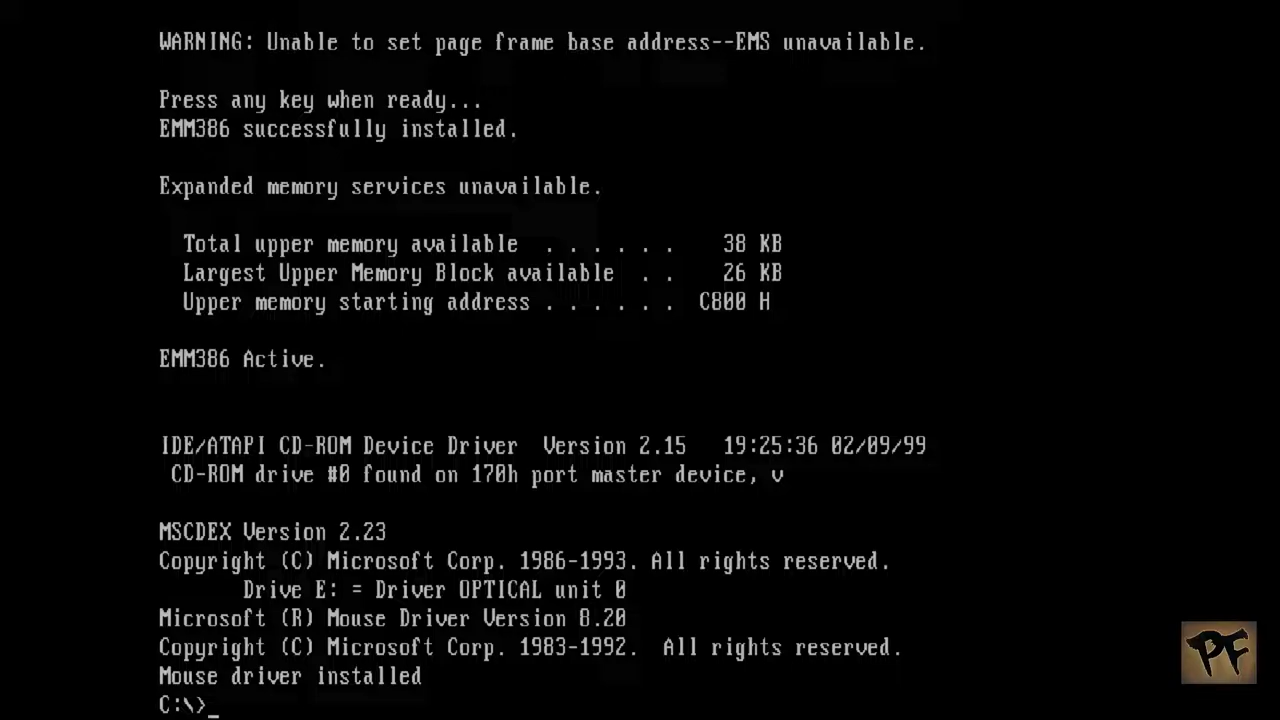 WARNING: Unable to set page frame base address--EMS unavailable.
Press any key when ready...
EMM386 successfully installed.
Expanded memory services unavailable.
Total upper memory available . . . . . . 38 KB
Largest Upper Memory Block available . . 26 KB
Upper memory starting address . . . . . . C800 H
EMM386 Active.
IDE/ATAPI CD-ROM Device Driver Version 2.15 19:25:36 02/09/99
CD-ROM drive #0 found on 170h port master device, v
MSCDEX Version 2.23
Copyright (C) Microsoft Corp. 1986-1993. All rights reserved.
Drive E: = Driver OPTICAL unit 0
Microsoft (R) Mouse Driver Version 8.20
Copyright (C) Microsoft Corp. 1983-1992. All rights reserved.
Mouse driver installed
C:\>_
PF